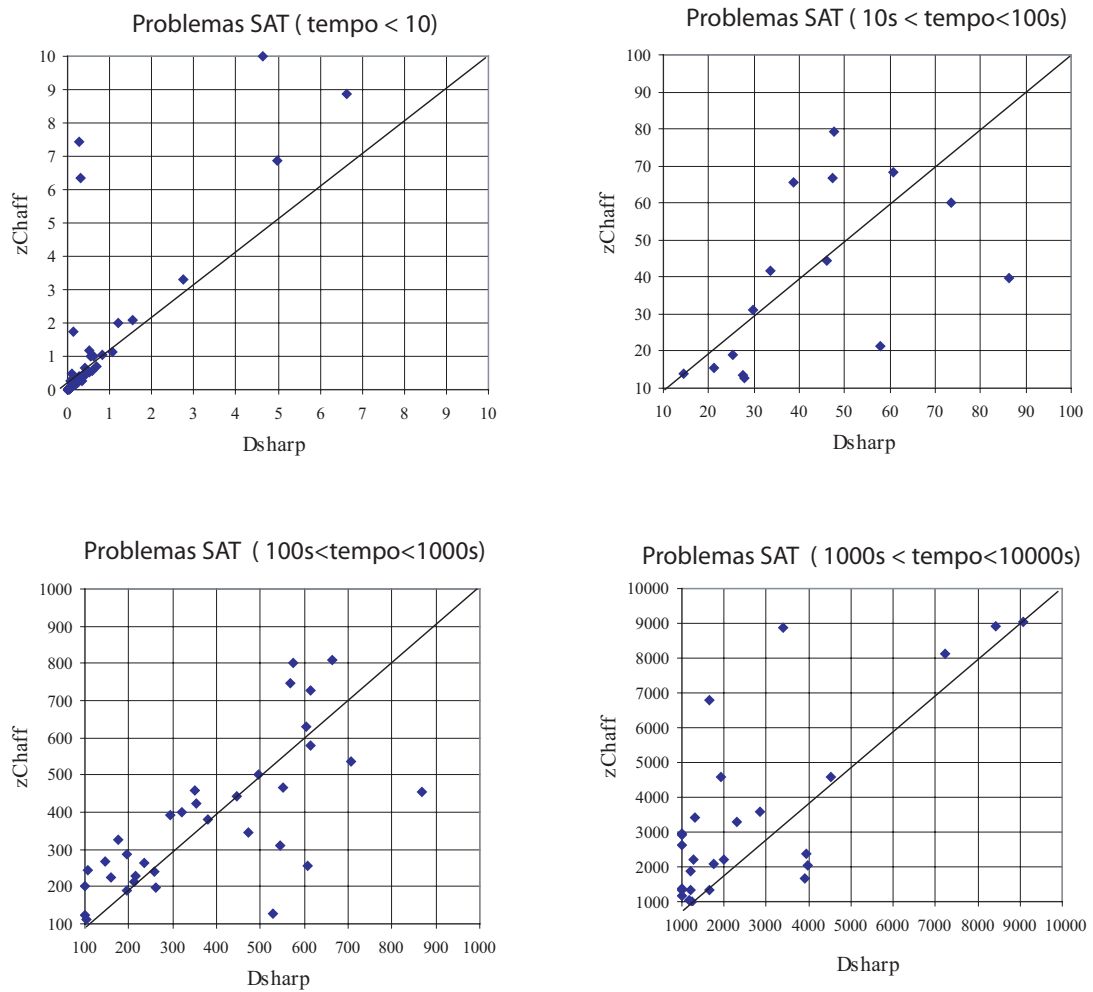 Problemas SAT ( tempo < 10)
10
9
8
7
6
5
4
3
2
1
0
zChaff
0 1 2 3 4 5 6 7 8 9 10
Dsharp
Problemas SAT ( 10s < tempo<100s)
100
90
80
70
60
50
40
30
20
10
zChaff
10 20 30 40 50 60 70 80 90 100
Dsharp
Problemas SAT ( 100s<tempo<1000s)
1000
900
800
700
600
500
400
300
200
100
zChaff
100 200 300 400 500 600 700 800 900 1000
Dsharp
Problemas SAT ( 1000s < tempo<10000s)
10000
9000
8000
7000
6000
5000
4000
3000
2000
1000
zChaff
1000 2000 3000 4000 5000 6000 7000 8000 9000 10000
Dsharp